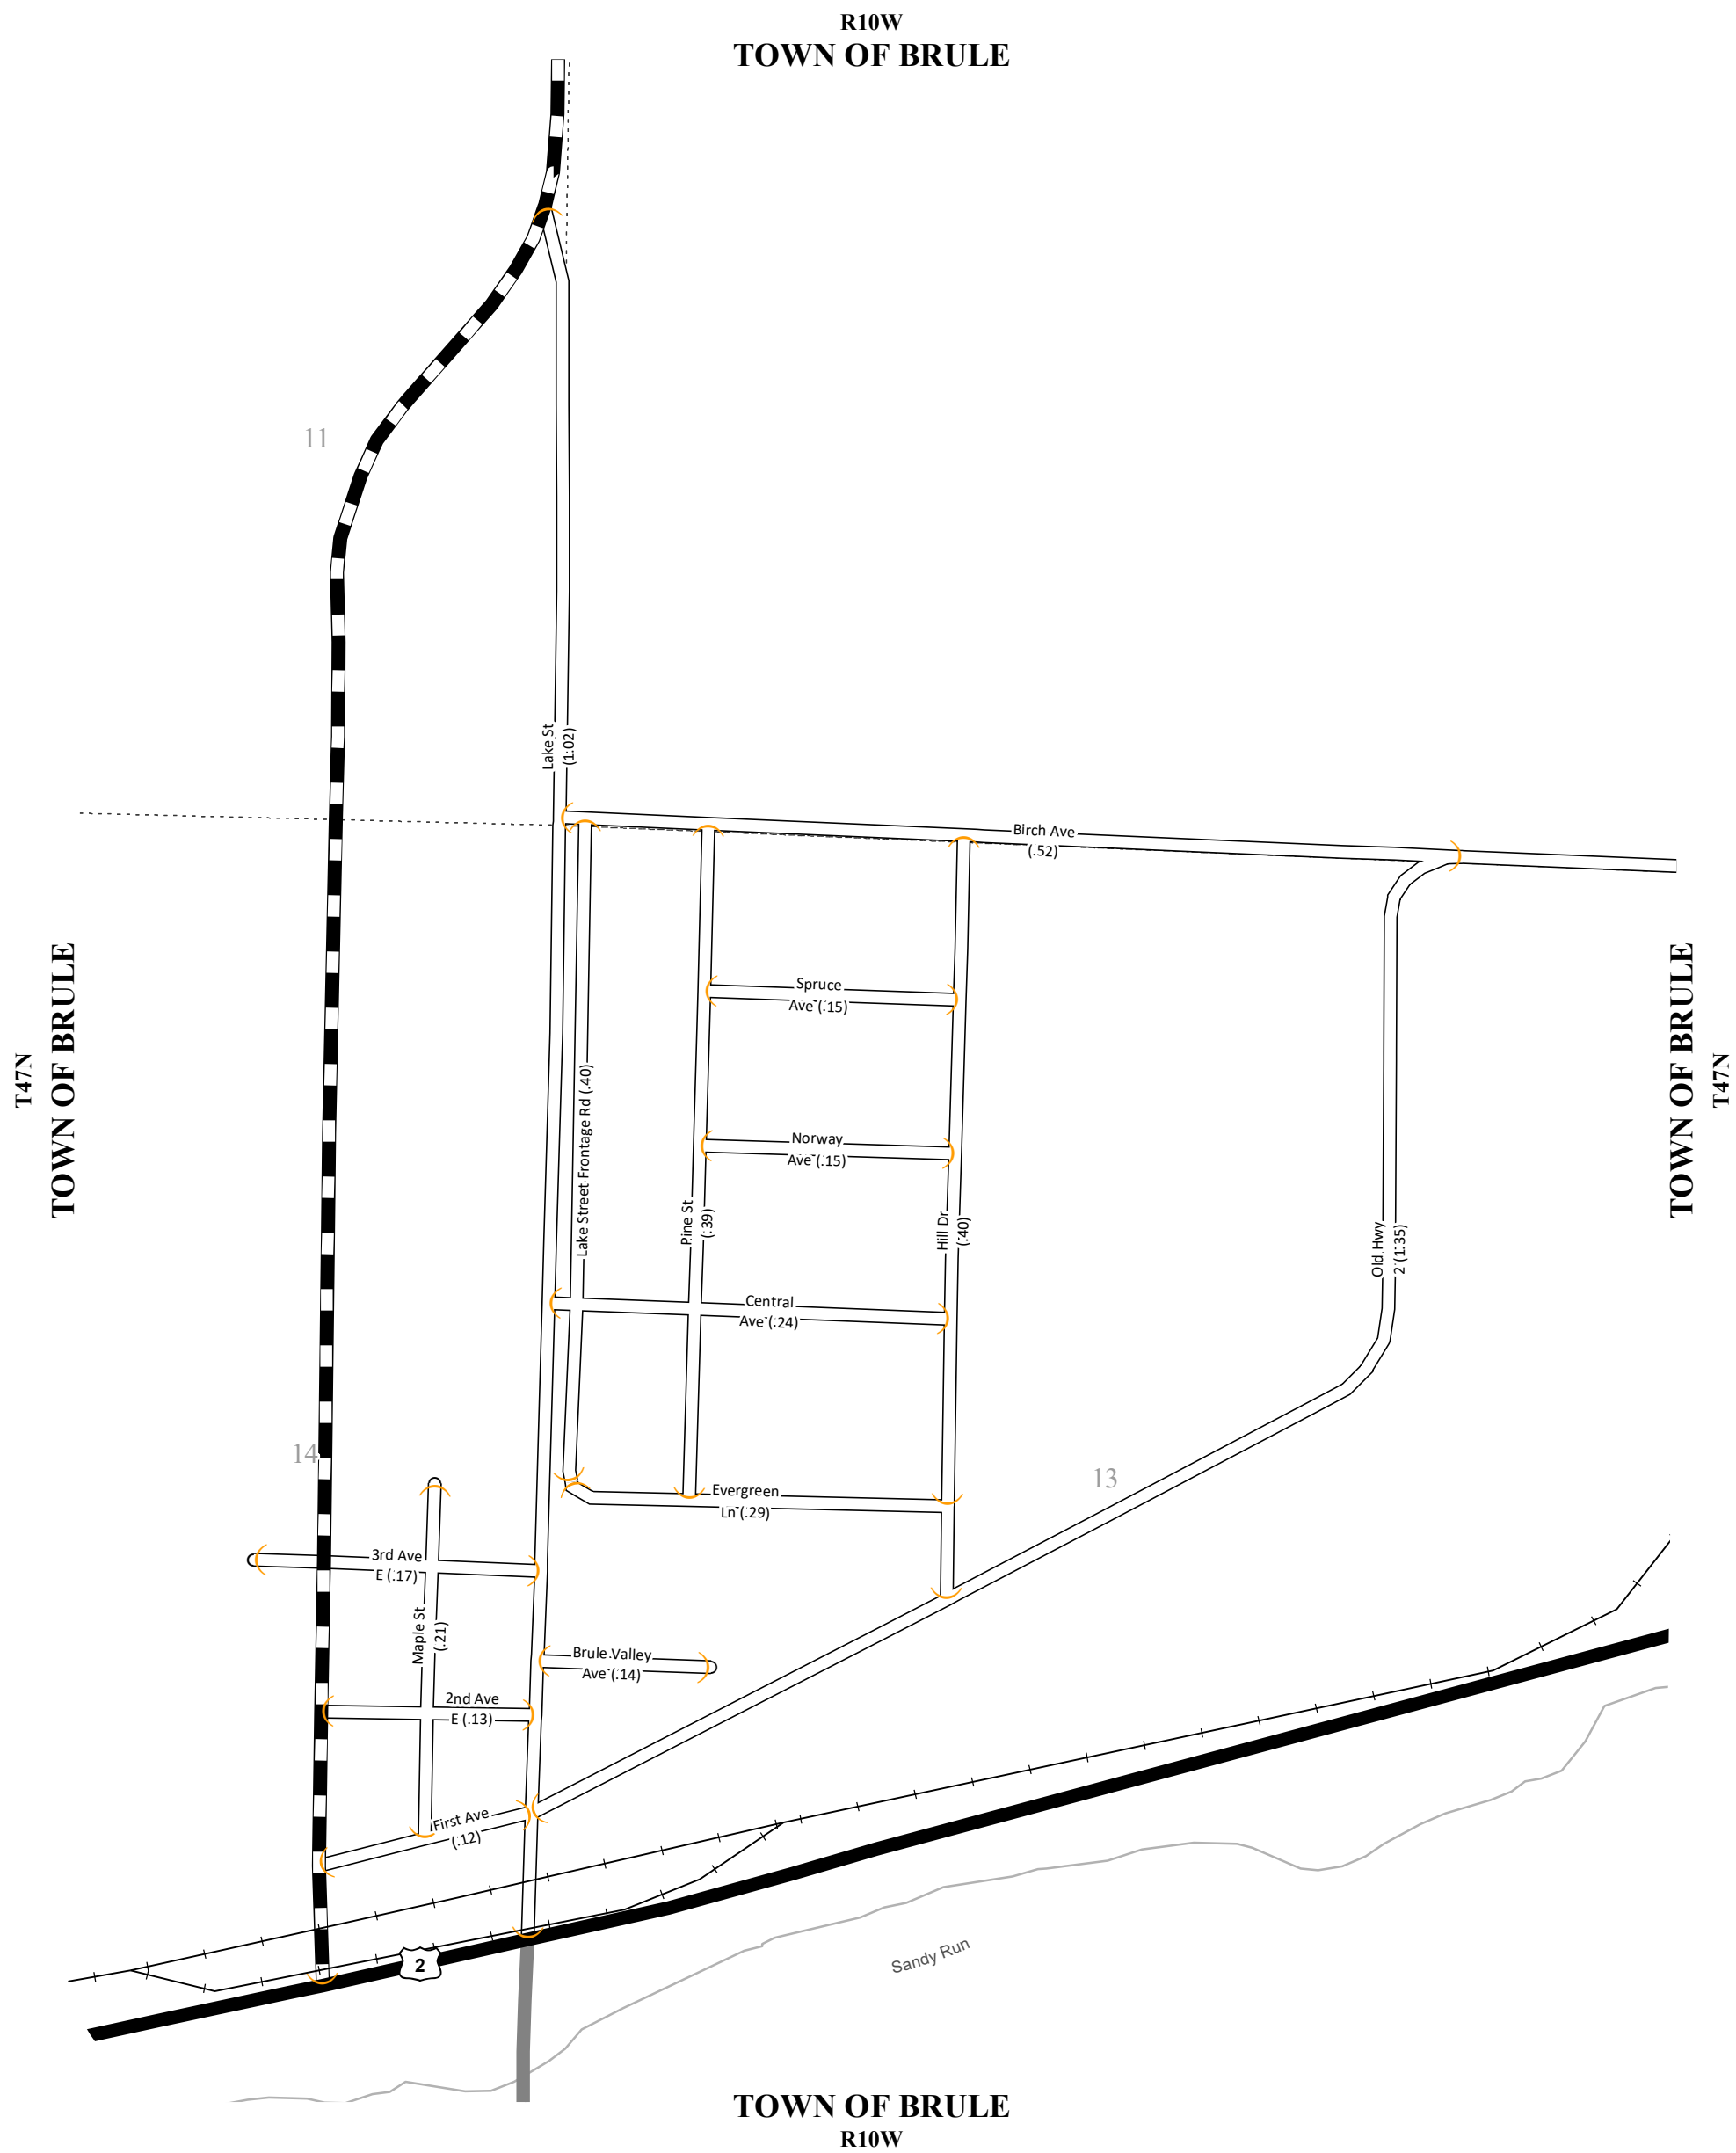 R10W
TOWN OF BRULE
11
Lake St
(1.02)
Birch Ave
(.52)
T47N
TOWN OF BRULE
TOWN OF BRULE
T47N
Spruce
Ave (.15)
Lake Street Frontage Rd (.40)
Norway
Ave (.15)
Pine St
(.39)
Hill Dr
(.40)
Old Hwy
2 (1.35)
Central
Ave (.24)
14
13
Evergreen
Ln (.29)
3rd Ave
E (.17)
Maple St
(.21)
Brule Valley
Ave (.14)
2nd Ave
E (.13)
First Ave
(.12)
2
Sandy Run
TOWN OF BRULE
R10W